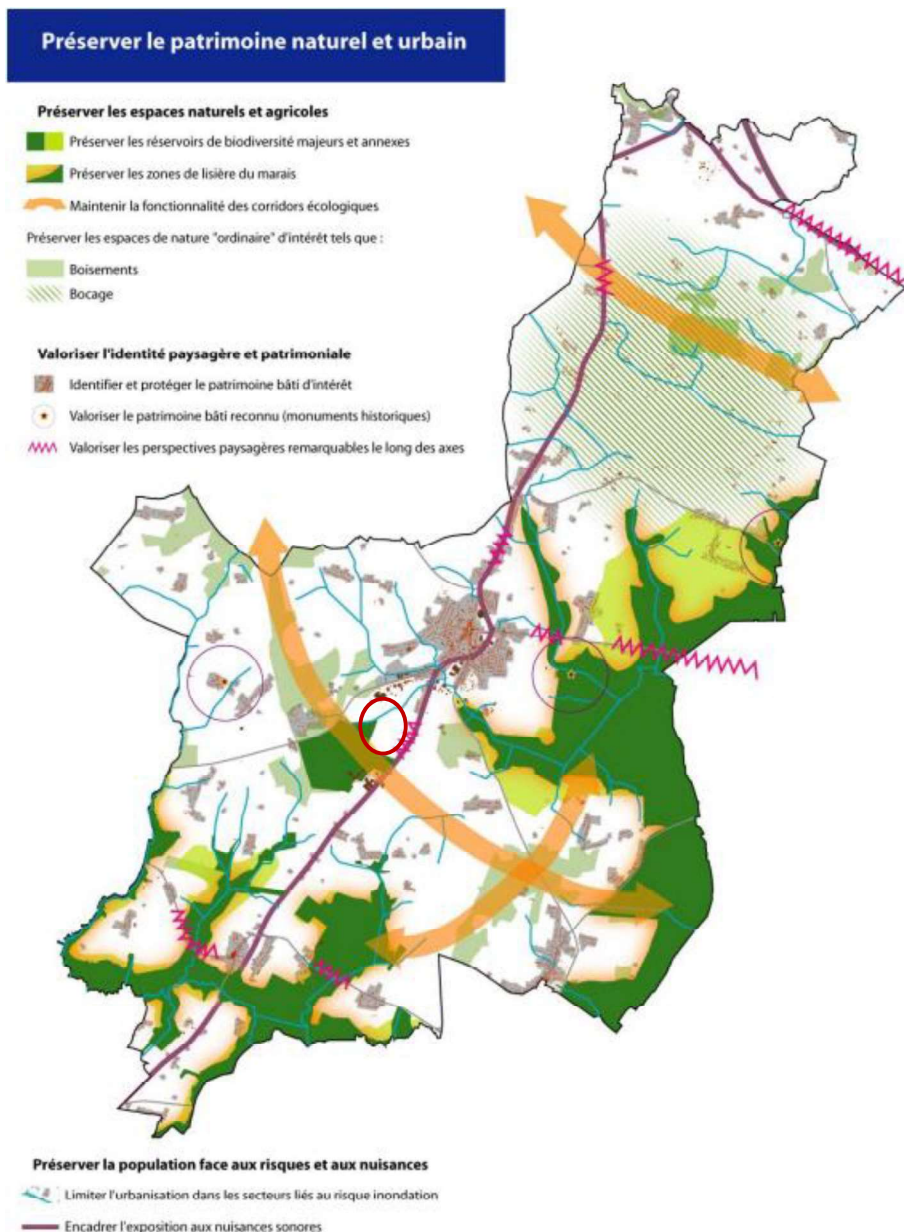 Préserver le patrimoine naturel et urbain
Préserver les espaces naturels et agricoles
Préserver les réservoirs de biodiversité majeurs et annexes
Préserver les zones de lisière du marais
Maintenir la fonctionnalité des corridors écologiques
Préserver les espaces de nature "ordinaire" d'intérêt tels que :
Boisements
Bocage
Valoriser l'identité paysagère et patrimoniale
Identifier et protéger le patrimoine bâti d'intérêt
Valoriser le patrimoine bâti reconnu (monuments historiques)
Valoriser les perspectives paysagères remarquables le long des axes
Préserver la population face aux risques et aux nuisances
Limiter l'urbanisation dans les secteurs liés au risque inondation
Encadrer l'exposition aux nuisances sonores